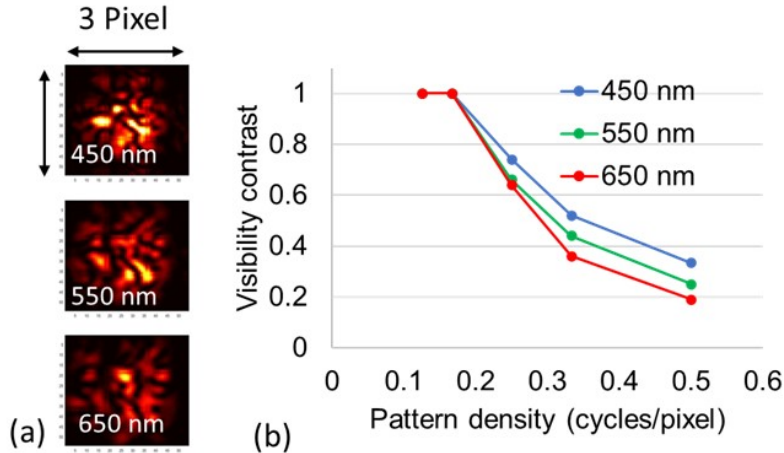 3 Pixel
450 nm
550 nm
650 nm
(a)
Visibility contrast
1
0.8
0.6
0.4
0.2
0
0 0.1 0.2 0.3 0.4 0.5 0.6
Pattern density (cycles/pixel)
450 nm
550 nm
650 nm
(b)